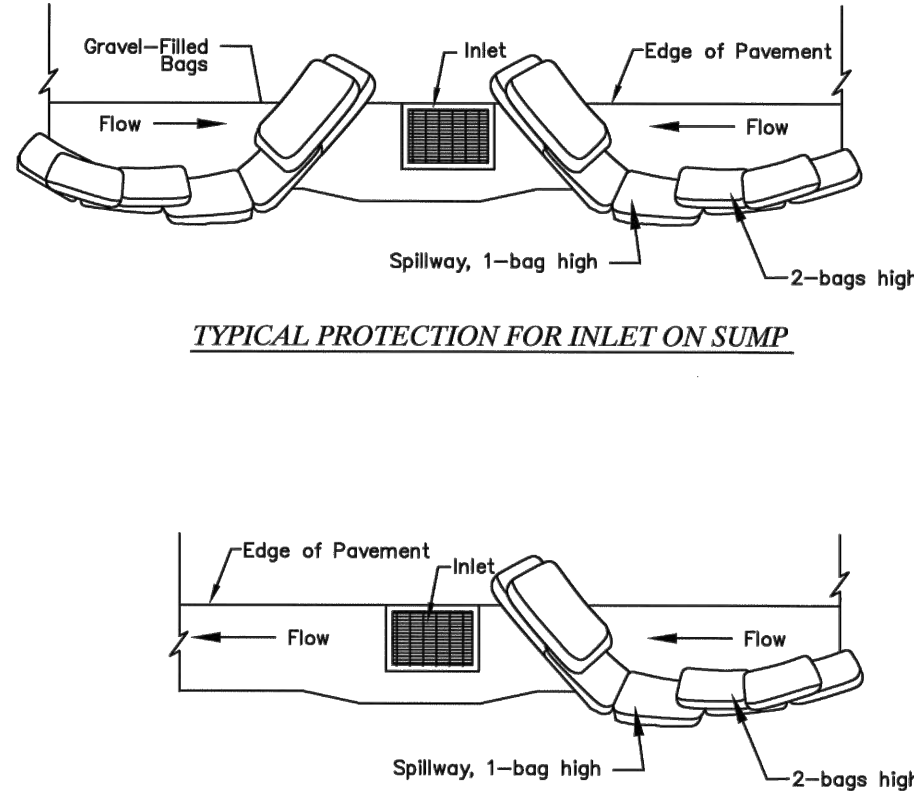 Gravel-Filled
Bags
Inlet
Edge of Pavement
Flow
Flow
Spillway, 1-bag high
2-bags high
TYPICAL PROTECTION FOR INLET ON SUMP
Edge of Pavement
Inlet
Flow
Flow
Spillway, 1-bag high
2-bags high